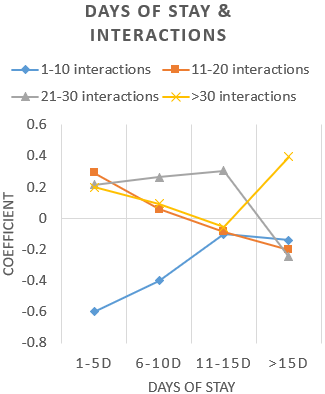 DAYS OF STAY &
INTERACTIONS
1-10 interactions 11-20 interactions
21-30 interactions >30 interactions
0.6
0.4
0.2
0
-0.2
-0.4
-0.6
-0.8
COEFFICIENT
1-5D 6-10D 11-15D >15D
DAYS OF STAY